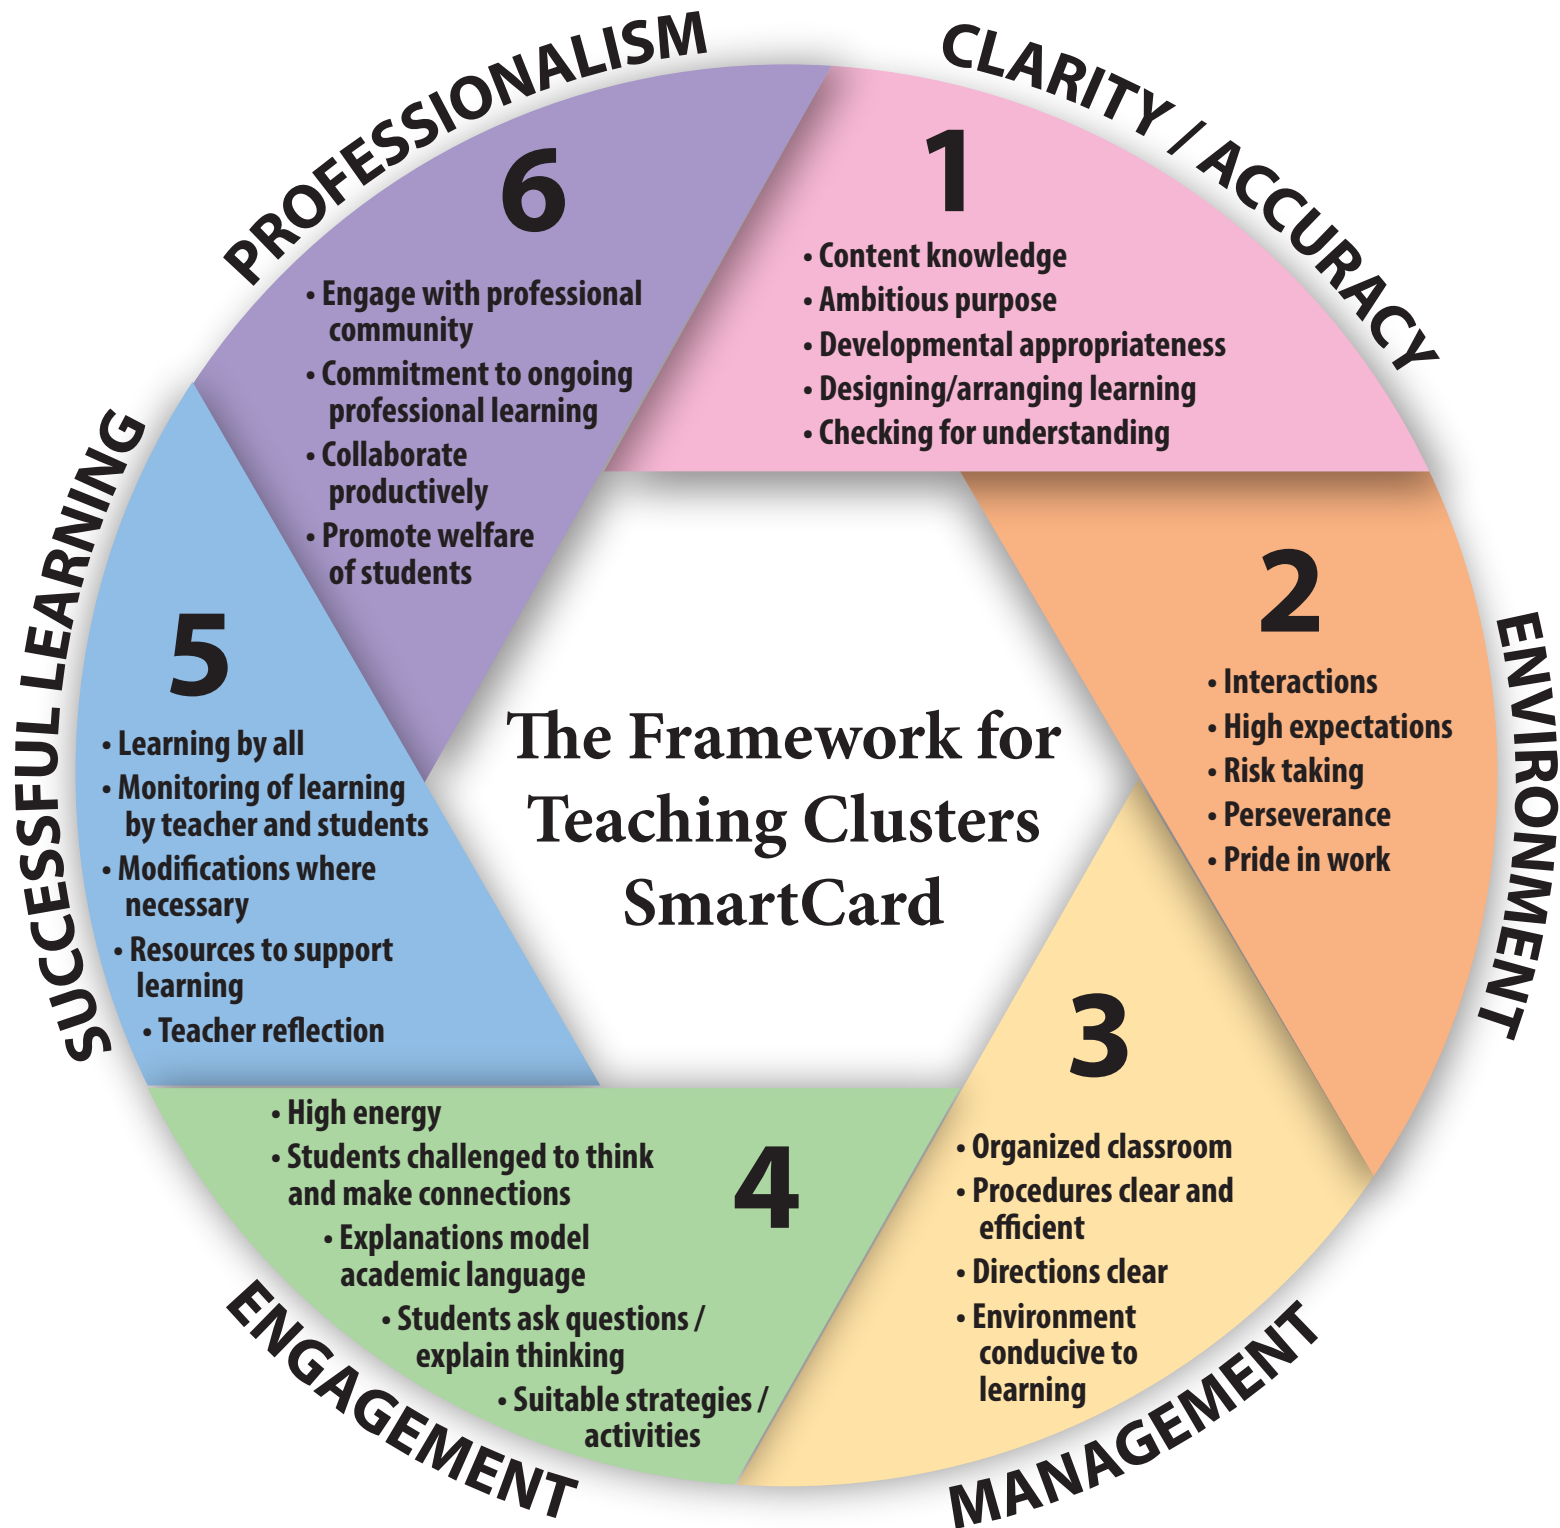 The Framework for
Teaching Clusters
SmartCard
CLARITY / ACCURACY
1
• Content knowledge
• Ambitious purpose
• Developmental appropriateness
• Designing/arranging learning
• Checking for understanding
ENVIRONMENT
2
• Interactions
• High expectations
• Risk taking
• Perseverance
• Pride in work
MANAGEMENT
3
• Organized classroom
• Procedures clear and
efficient
• Directions clear
• Environment
conducive to
learning
ENGAGEMENT
4
• High energy
• Students challenged to think
and make connections
• Explanations model
academic language
• Students ask questions /
explain thinking
• Suitable strategies /
activities
SUCCESSFUL LEARNING
5
• Learning by all
• Monitoring of learning
by teacher and students
• Modifications where
necessary
• Resources to support
learning
• Teacher reflection
PROFESSIONALISM
6
• Engage with professional
community
• Commitment to ongoing
professional learning
• Collaborate
productively
• Promote welfare
of students